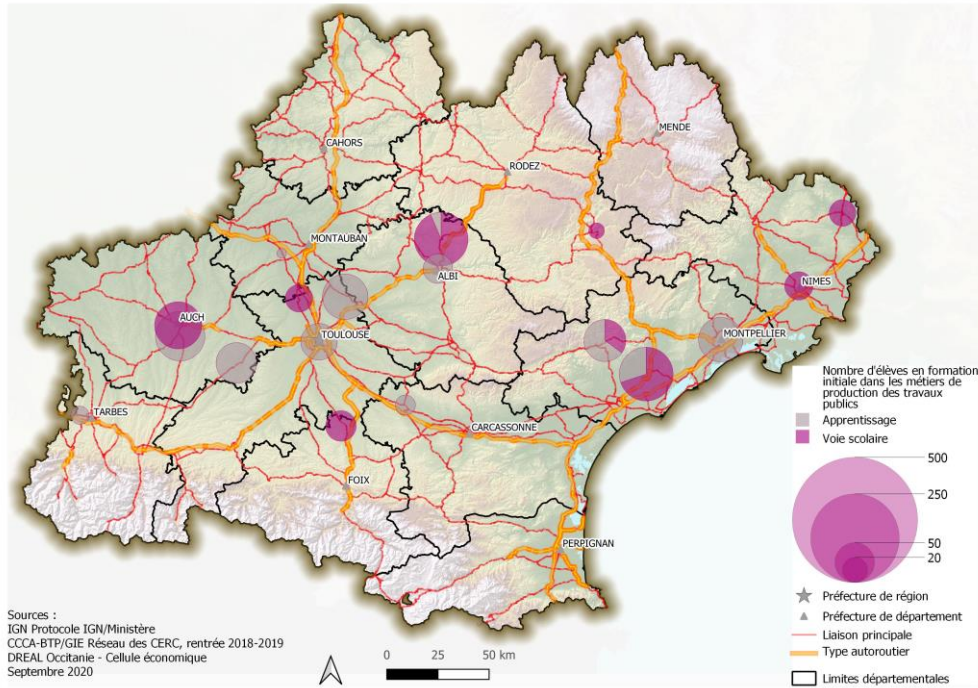 CAHORS
MENDE
RODEZ
MONTAUBAN
ALBI
NIMES
AUCH
TOULOUSE
MONTPELLIER
TARBES
CARCASSONNE
FOIX
PERPIGNAN
Nombre d'élèves en formation
initiale dans les métiers de
production des travaux
publics
Apprentissage
Voie scolaire
500
250
50
20
Préfecture de région
Préfecture de département
Liaison principale
Type autoroutier
Limites départementales
Sources :
IGN Protocole IGN/Ministère
CCCA-BTP/GIE Réseau des CERC, rentrée 2018-2019
DREAL Occitanie - Cellule économique
Septembre 2020
0 25 50 km